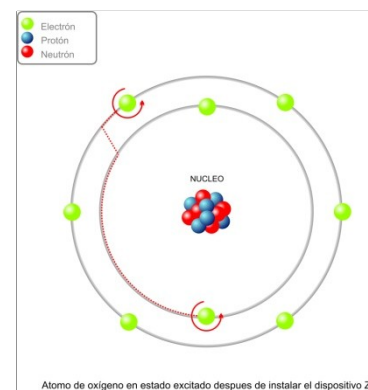 Electrón
Protón
Neutrón
NUCLEO
Atomo de oxígeno en estado excitado despues de instalar el dispositivo